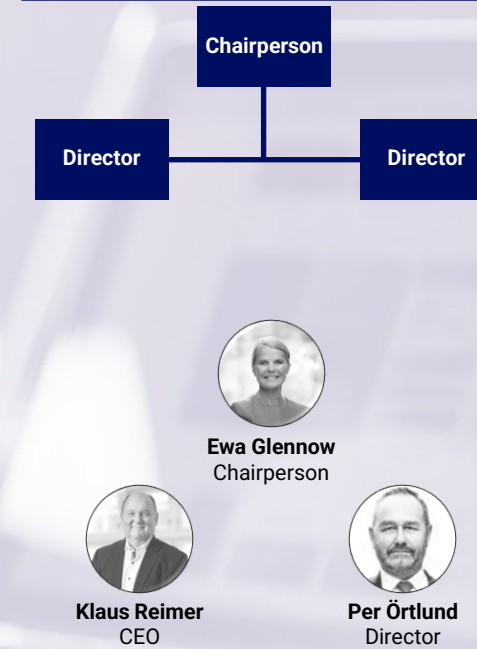 Chairperson
Director Director
Ewa Glennow
Chairperson
Klaus Reimer Per Örtlund
CEO Director